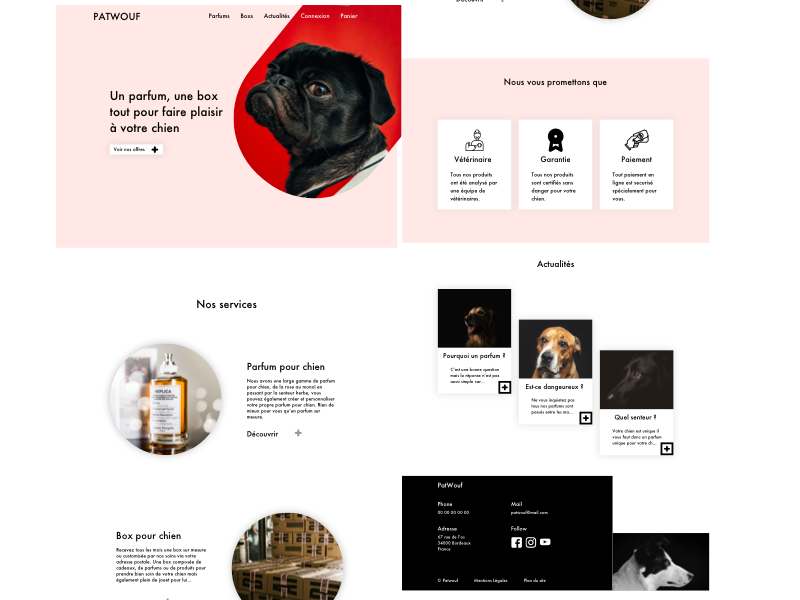 PATWOUF
Parfums Boxs Actualités Connexion Panier
Un parfum, une box
tout pour faire plaisir
à votre chien
Voir nos offres
Nos services
REPLICA
Parfum pour chien
Nous avons une large gamme de parfum
pour chien, de la rose au monoï en
passant par la senteur herbe, vous
pouvez également créer et personnaliser
votre propre parfum pour chien. Rien de
mieux pour vous qu'un parfum sur
mesure.
Découvrir
Box pour chien
Recevez tous les mois une box sur mesure
ou customisée par nos soins via votre
adresse postale. Une box composée de
cadeaux, de parfums ou de produits pour
prendre bien soin de votre chien mais
également plein de jouet pour lui...
Découvrir
Nous vous promettons que
Vétérinaire
Tous nos produits
ont été analysé par
une équipe de
vétérinaires.
Garantie
Tous nos produits
sont certifiés sans
danger pour votre
chien.
Paiement
Tout paiement en
ligne est securisé
spécialement pour
vous.
Actualités
Pourquoi un parfum ?
C'est une bonne question
mais la réponse n'est pas
aussi simple car...
Est-ce dangeureux ?
Ne vous inquietez pas
tous nos parfums sont
passés entre les ma...
Quel senteur ?
Votre chien est unique il
vous faut donc un parfum
unique pour votre ch...
PatWouf
Phone
00 00 00 00 00
Mail
patwouf@mail.com
Adresse
67 rue de l'os
34000 Bordeaux
France
Follow
© Patwouf Mentions Légales Plan du site